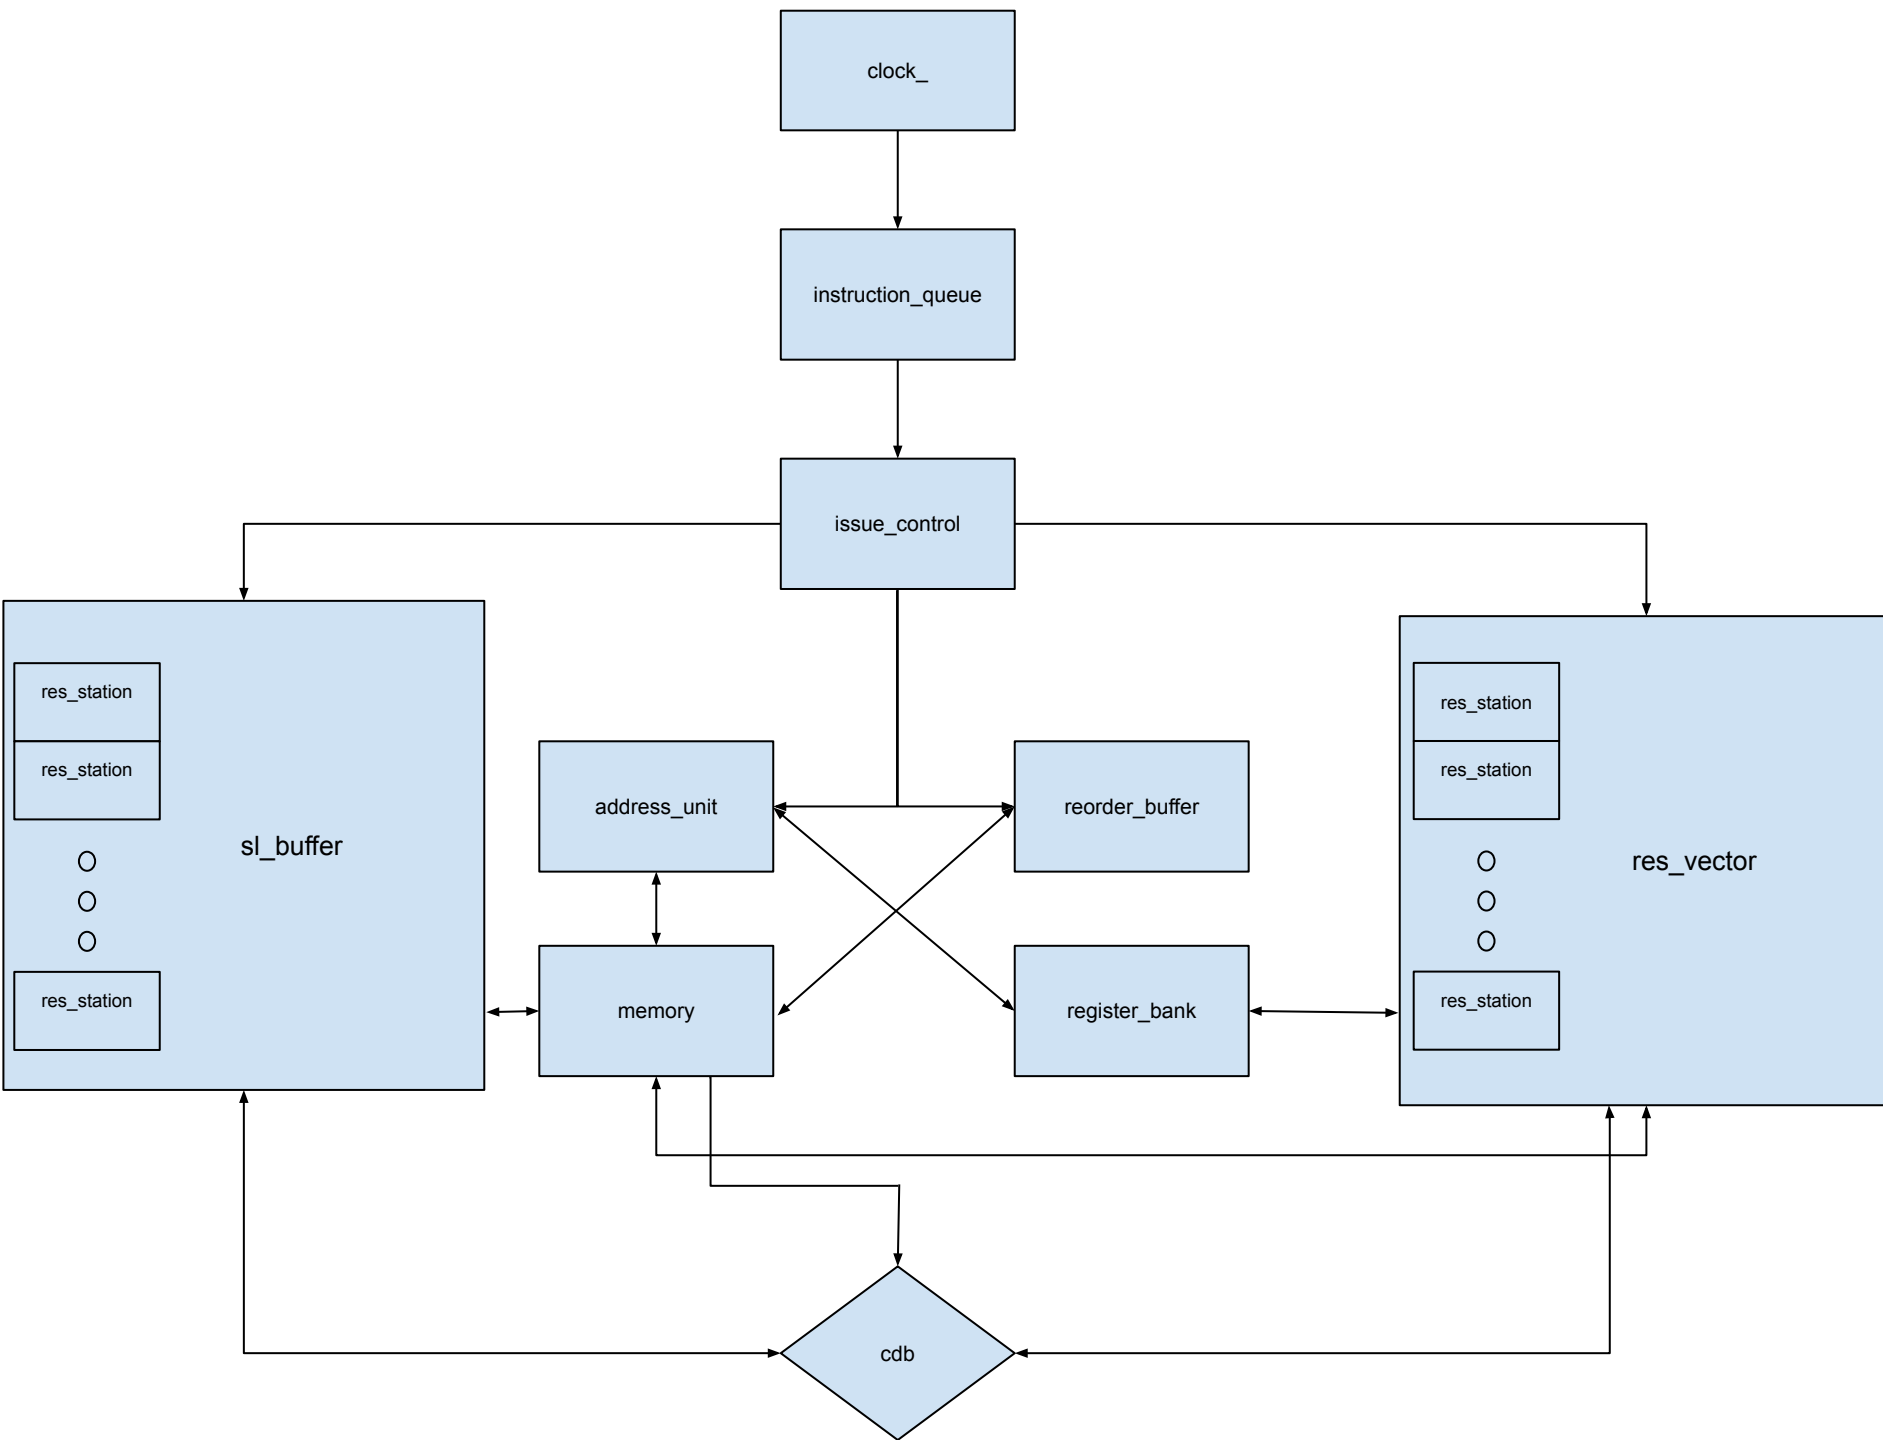 clock_
instruction_queue
issue_control
res_station
res_station
sl_buffer
res_station
address_unit
reorder_buffer
memory
register_bank
res_station
res_station
res_vector
res_station
cdb